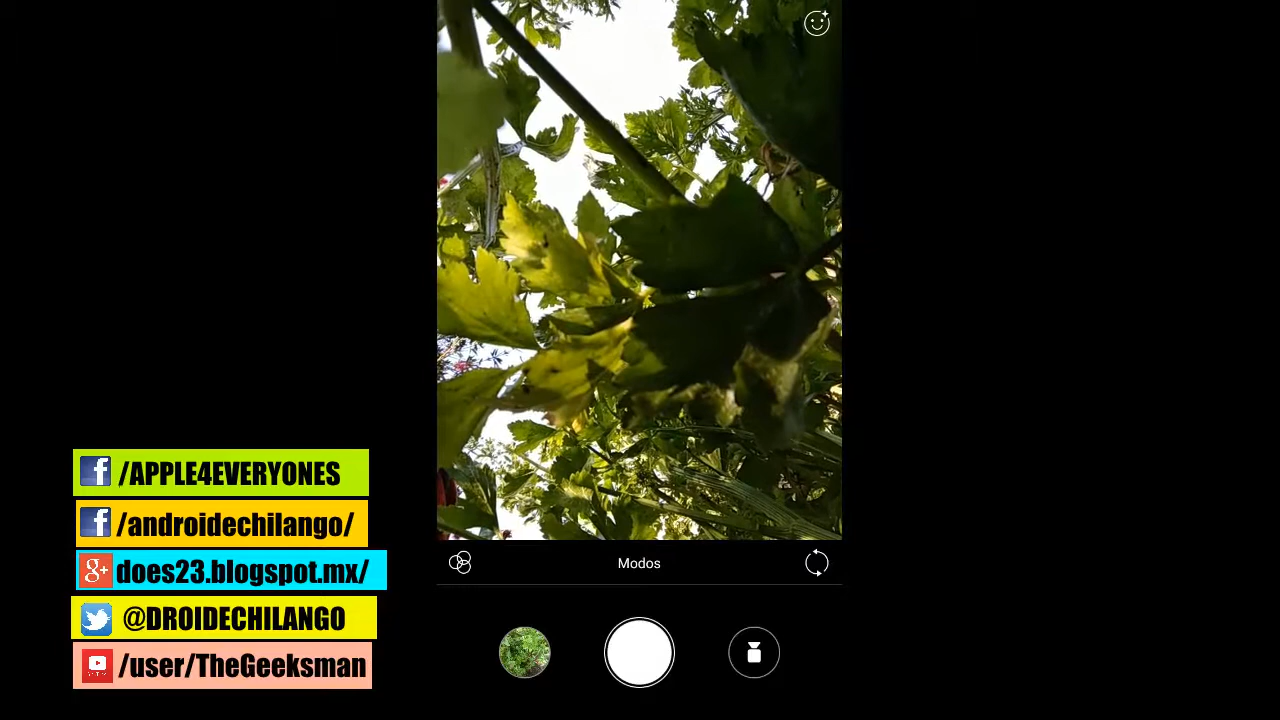 Modos
f /APPLE4EVERYONES
f /androidechilango/
g+ does23.blogspot.mx/
@DROIDECHILANGO
/user/TheGeeksman